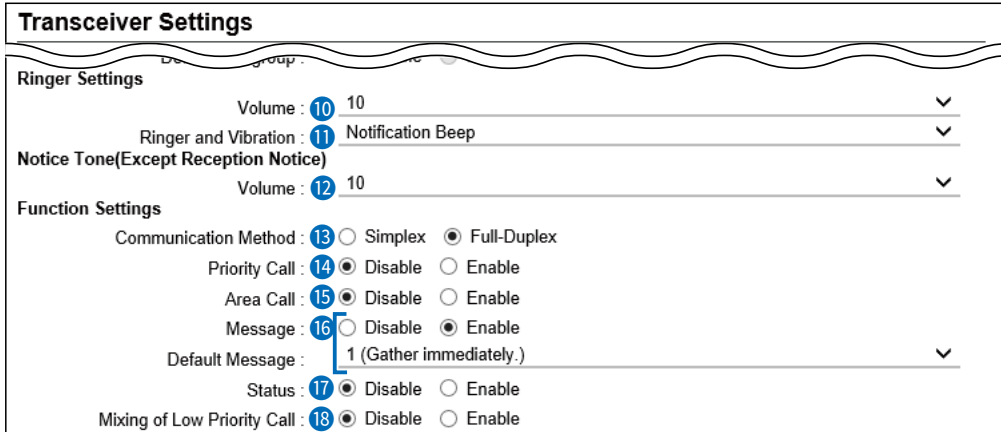 Transceiver Settings
Ringer Settings
Volume : 10 10
Ringer and Vibration : 11 Notification Beep
Notice Tone(Except Reception Notice)
Volume : 12 10
Function Settings
Communication Method : 13 Simplex Full-Duplex
Priority Call : 14 Disable Enable
Area Call : 15 Disable Enable
Message : 16 Disable Enable
Default Message : 1 (Gather immediately.)
Status : 17 Disable Enable
Mixing of Low Priority Call : 18 Disable Enable